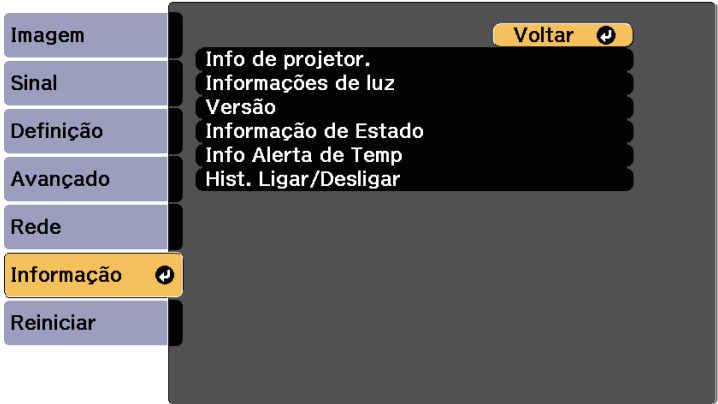 Imagem
Sinal
Definição
Avançado
Rede
Informação
Reiniciar
Voltar
Info de projetor.
Informações de luz
Versão
Informação de Estado
Info Alerta de Temp
Hist. Ligar/Desligar